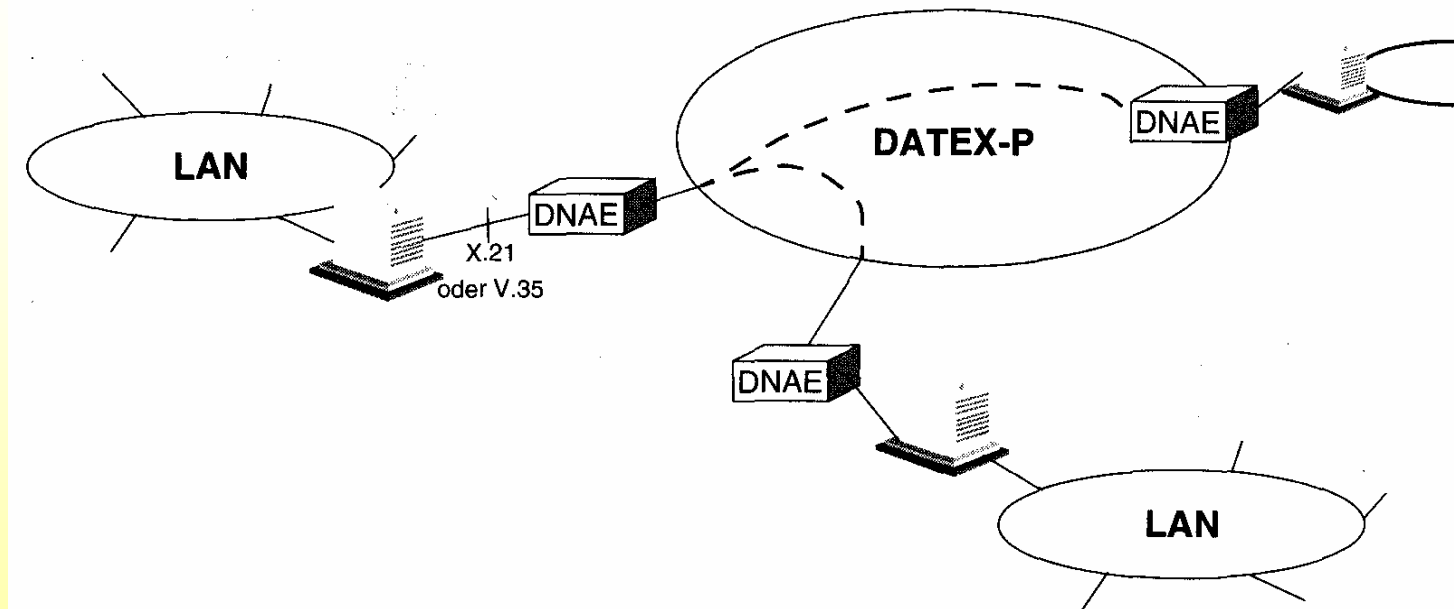 LAN
DATEX-P
DNAE
DNAE
X.21
oder V.35
DNAE
LAN